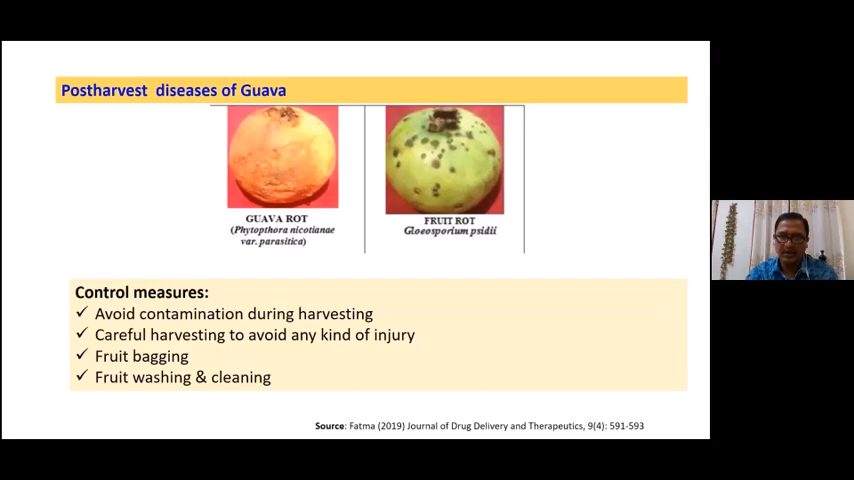 Postharvest diseases of Guava
GUAVA ROT
(Phytopthora nicotianae
var. parasitica)
FRUIT ROT
Gloeosporium psidii
Control measures:
✓ Avoid contamination during harvesting
✓ Careful harvesting to avoid any kind of injury
✓ Fruit bagging
✓ Fruit washing & cleaning
Source: Fatma (2019) Journal of Drug Delivery and Therapeutics, 9(4): 591-593